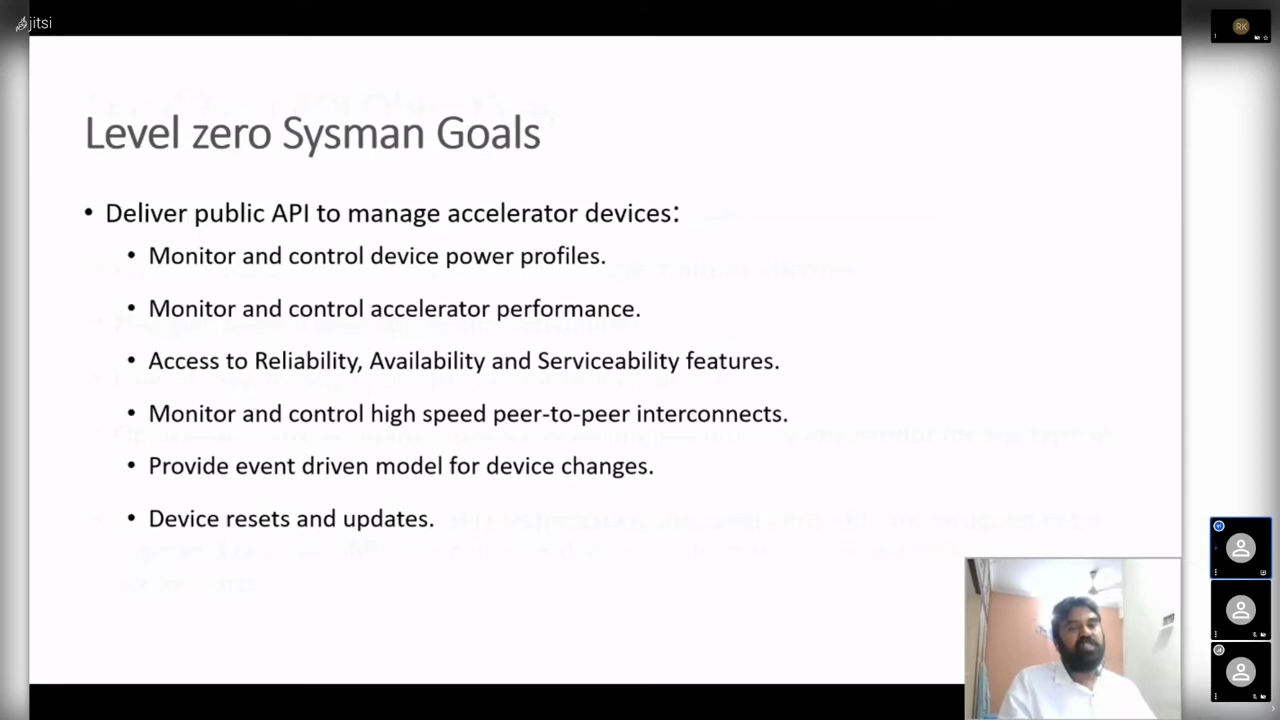 jitsi
RK
Level zero Sysman Goals
• Deliver public API to manage accelerator devices:
• Monitor and control device power profiles.
• Monitor and control accelerator performance.
• Access to Reliability, Availability and Serviceability features.
• Monitor and control high speed peer-to-peer interconnects.
• Provide event driven model for device changes.
• Device resets and updates.